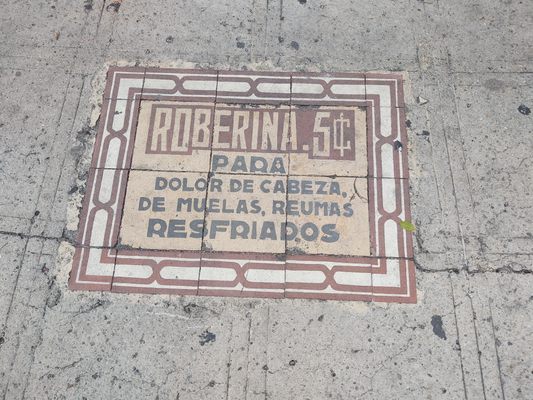 ROBERINA.5¢
PARA
DOLOR DE CABEZA,
DE MUELAS, REUMAS
RESFRIADOS